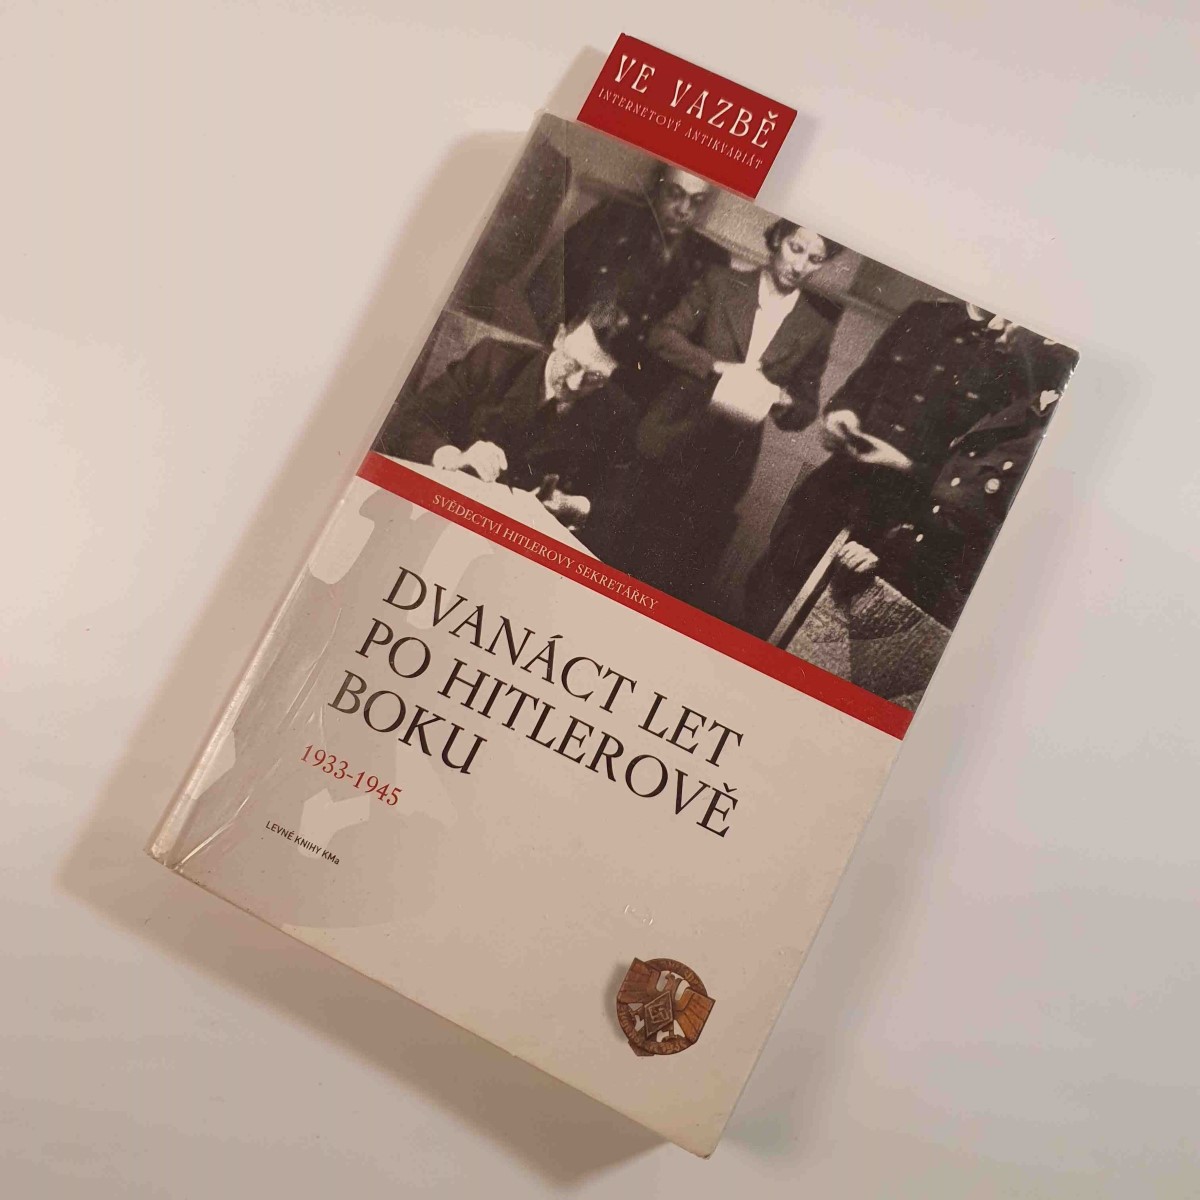 VE VAZBĚ
INTERNETOVÝ ANTIKVARIÁT
SVĚDECTVÍ HITLEROVY SEKRETÁŘKY
DVANÁCT LET
PO HITLEROVĚ
BOKU
1933-1945
LEVNÉ KNIHY KMa